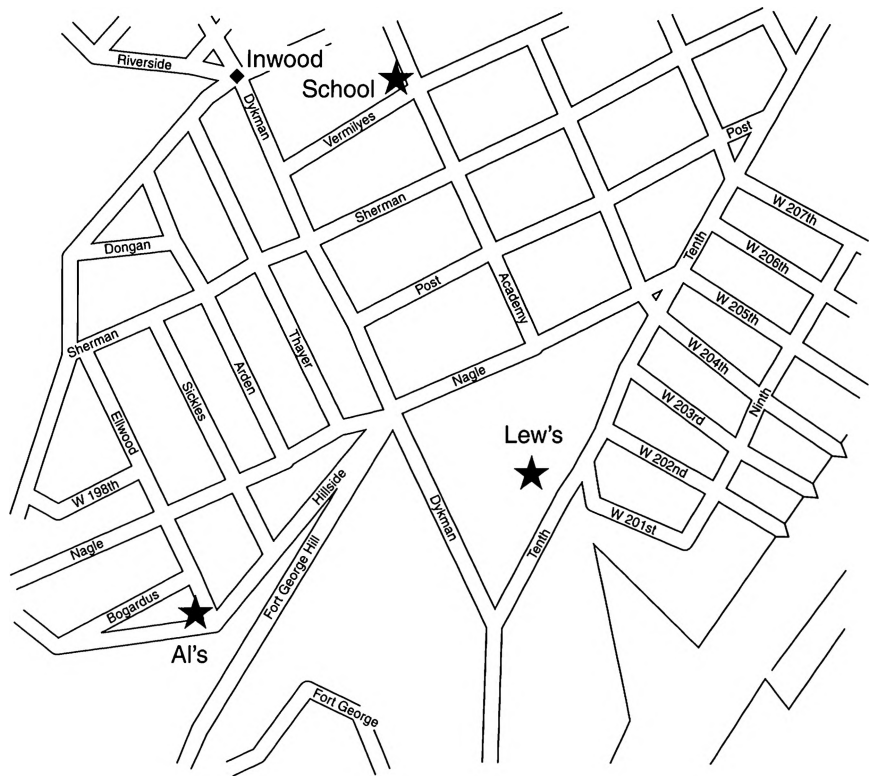 Riverside
Inwood
School
Dykman
Vermilyes
Post
Sherman
W 207th
Dongan
Tenth
W 206th
Post
Academy
W 205th
Sherman
Thayer
W 204th
Arden
Nagle
Sickles
Ninth
W 203rd
Ellwood
Lew's
W 202nd
W 198th
Hillside
Dykman
W 201st
Tenth
Nagle
Fort George Hill
Bogardus
Al's
Fort George